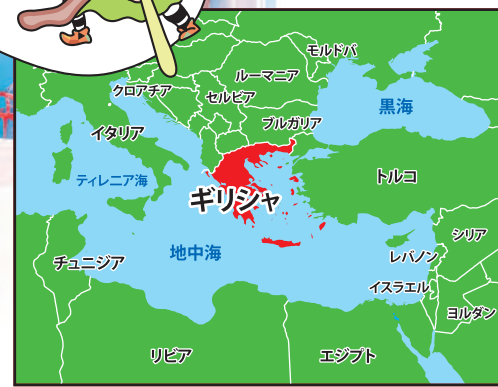 モルドバ
ルーマニア
クロアチア
セルビア
黒海
ブルガリア
イタリア
ティレニア海
トルコ
ギリシャ
シリア
地中海
レバノン
チュニジア
イスラエル
ヨルダン
リビア
エジプト